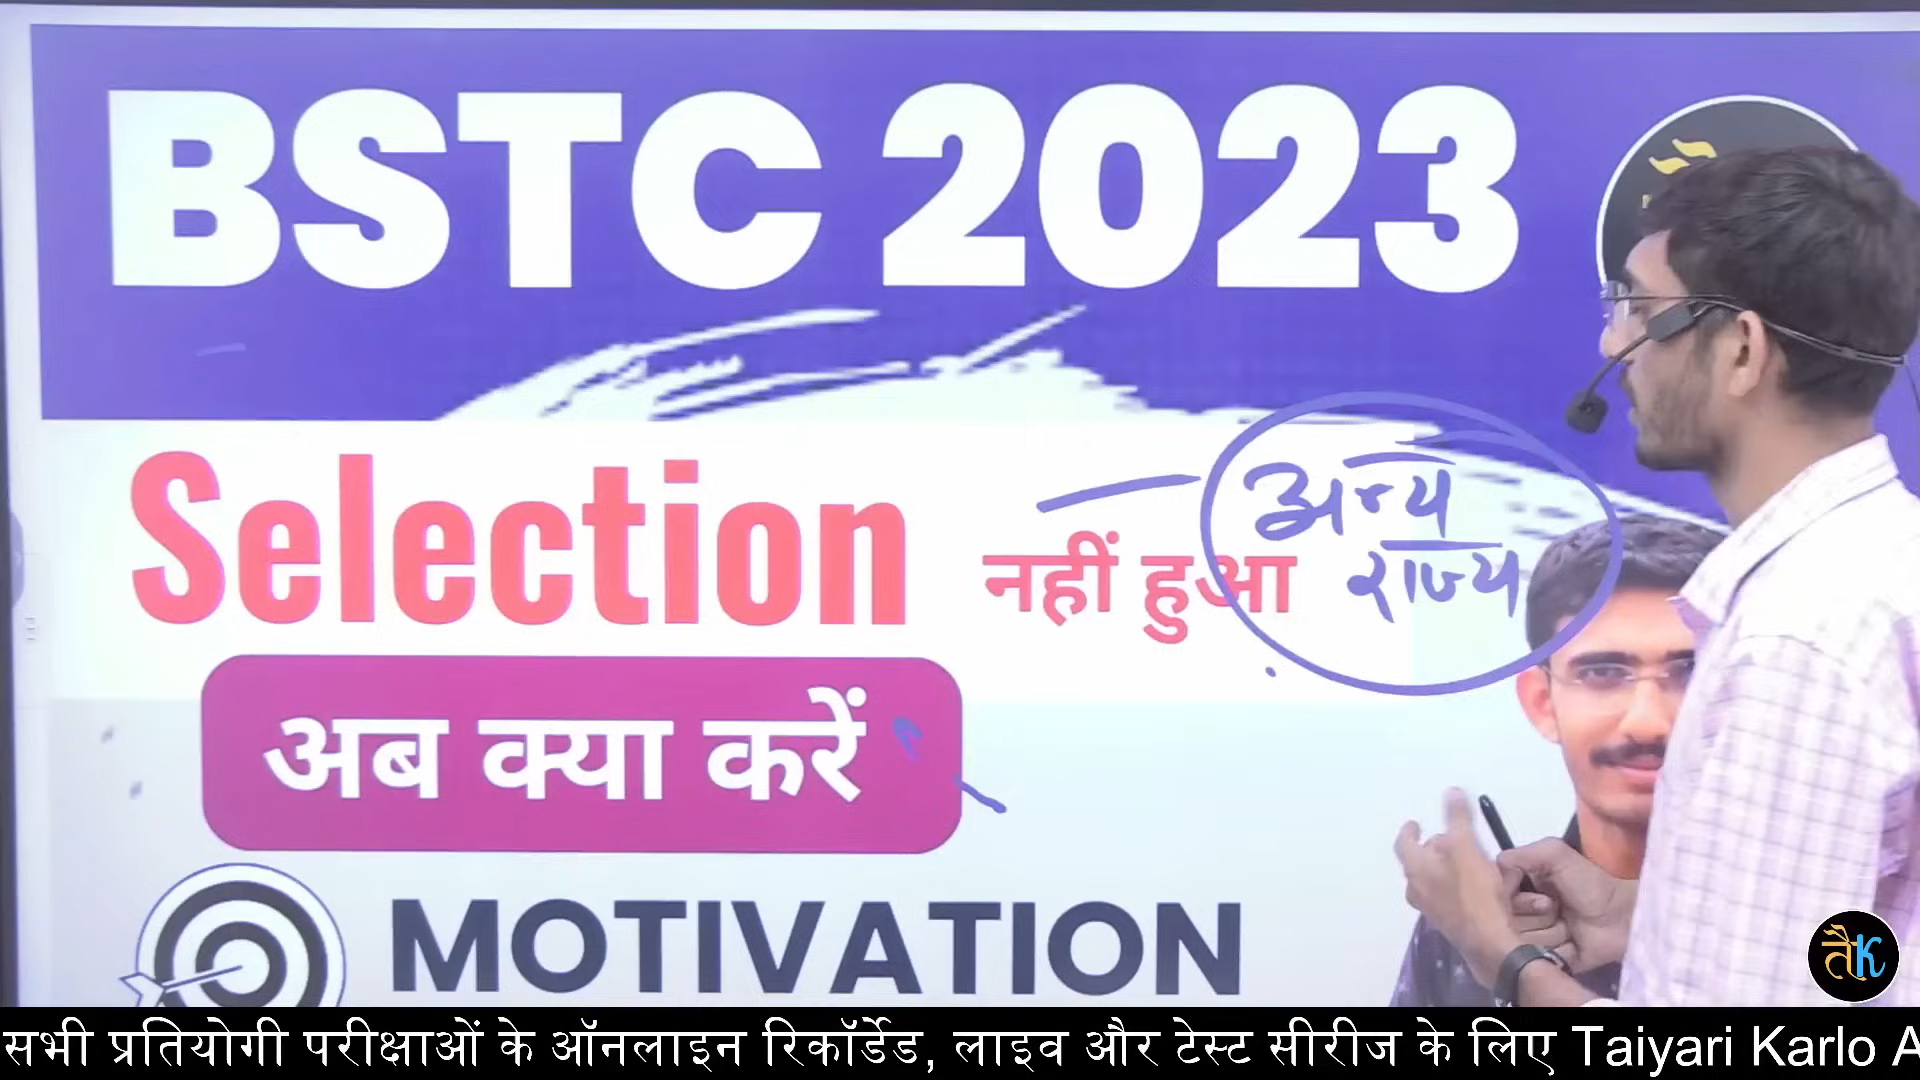 BSTC 2023
Selection नहीं हुआ
अन्य
राज्य
अब क्या करें
MOTIVATION
तैK
सभी प्रतियोगी परीक्षाओं के ऑनलाइन रिकॉर्डेड, लाइव और टेस्ट सीरीज के लिए Taiyari Karlo A